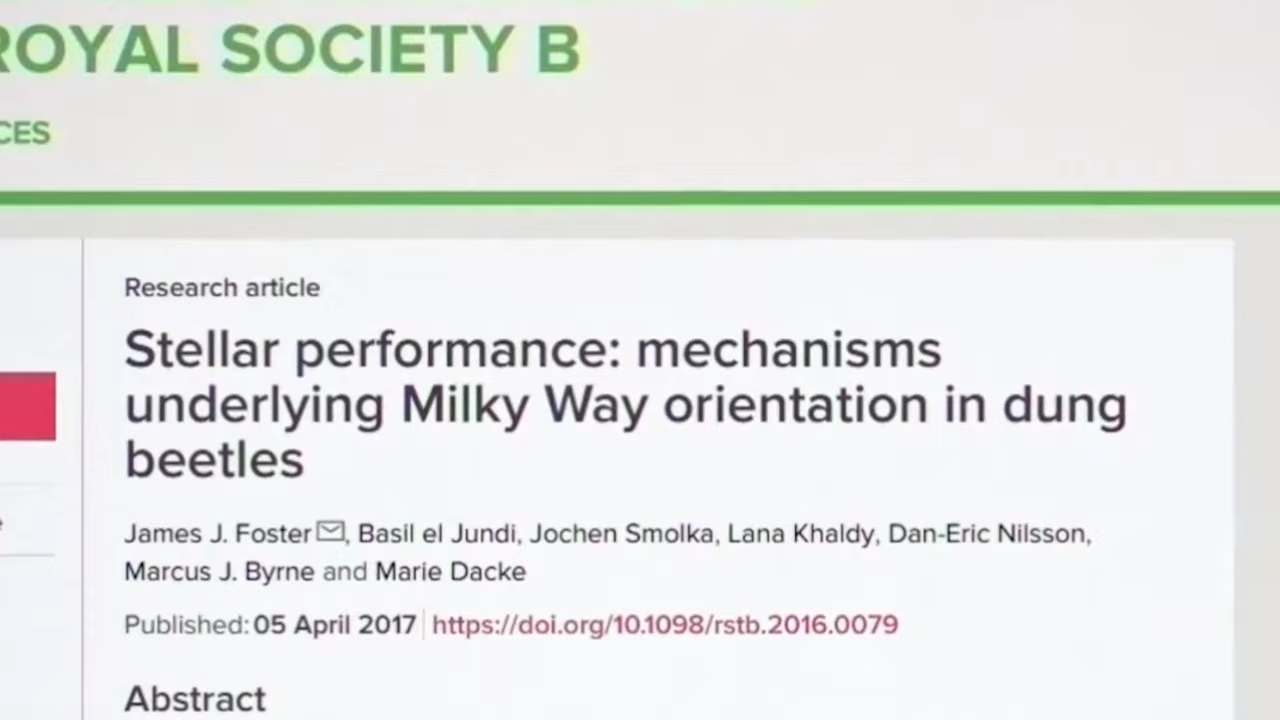 ROYAL SOCIETY B
CES
Research article
Stellar performance: mechanisms
underlying Milky Way orientation in dung
beetles
James J. Foster, Basil el Jundi, Jochen Smolka, Lana Khaldy, Dan-Eric Nilsson,
Marcus J. Byrne and Marie Dacke
Published: 05 April 2017 https://doi.org/10.1098/rstb.2016.0079
Abstract